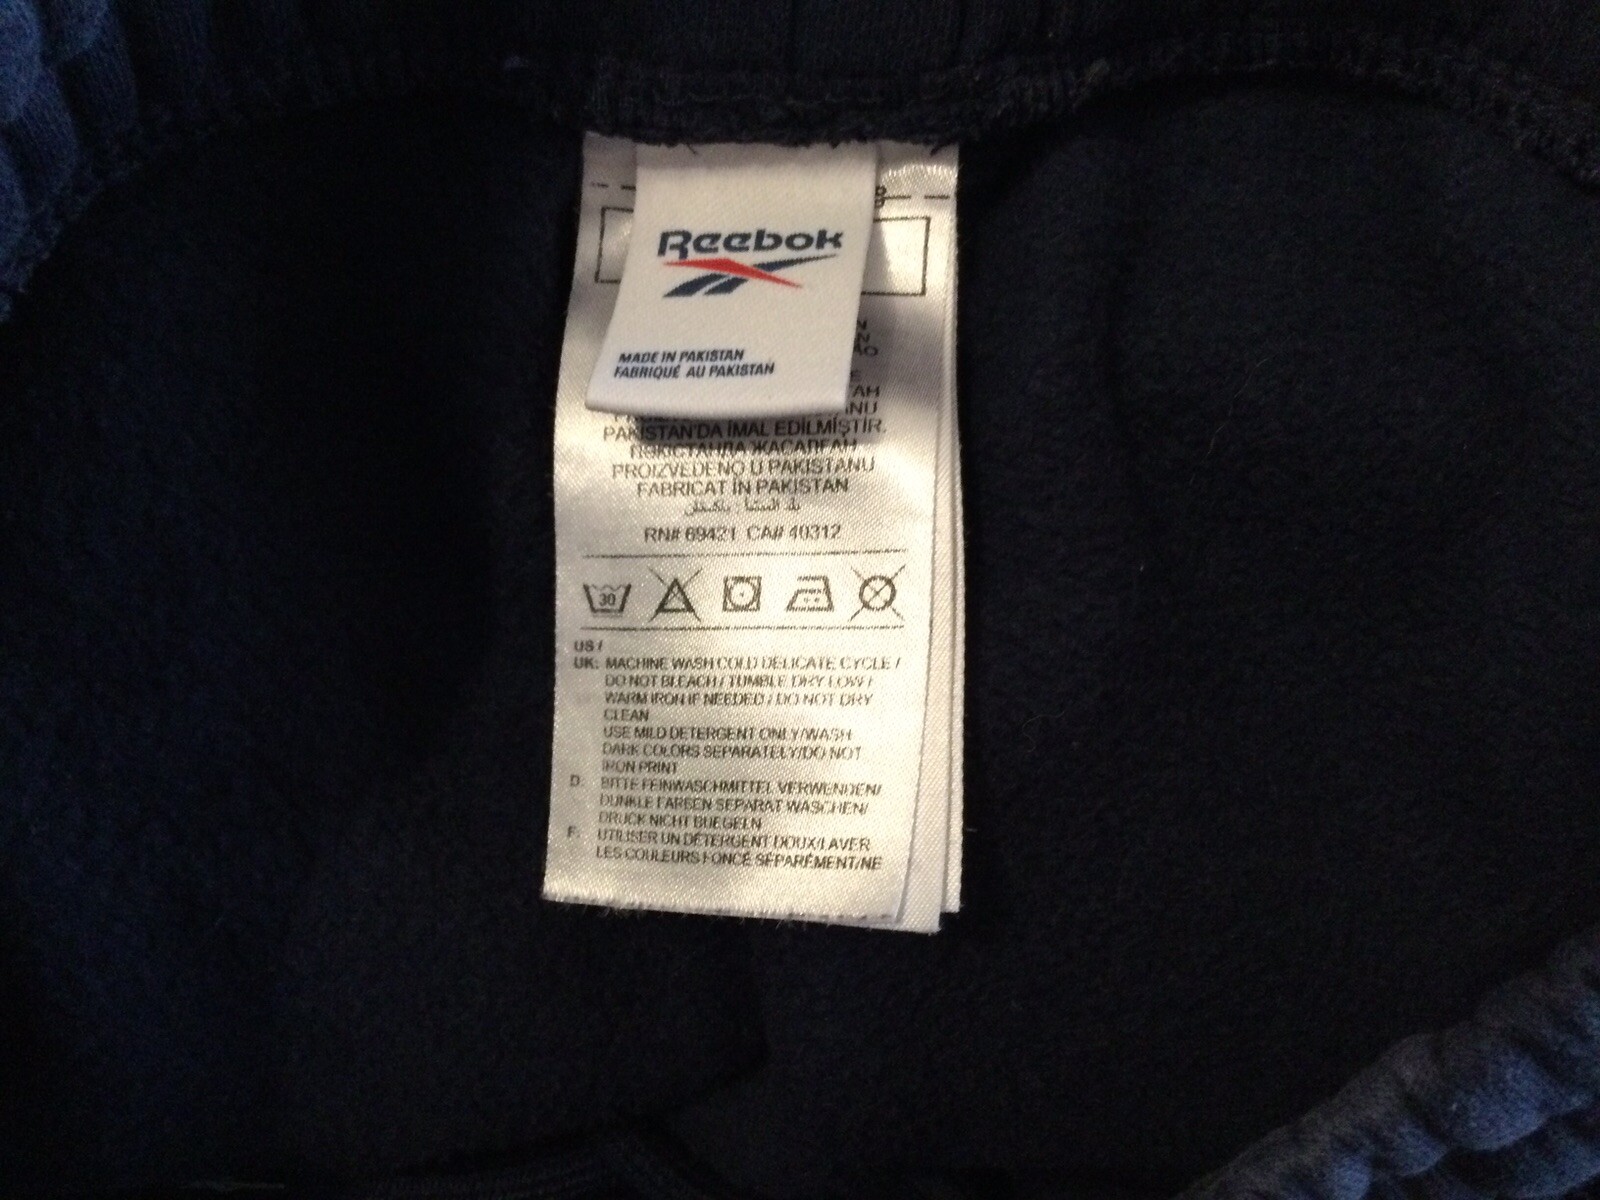 Reebok
MADE IN PAKISTAN
FABRIQUÉ AU PAKISTAN
PAKISTAN'DA İMAL EDİLMİŞTİR.
ЖАСАЛҒАН
PROIZVEDENO U PAKISTANU
FABRICAT ÎN PAKISTAN
RN# 69421 CA# 40312
30
US /
UK: MACHINE WASH COLD DELICATE CYCLE /
DO NOT BLEACH / TUMBLE DRY LOW /
WARM IRON IF NEEDED / DO NOT DRY
CLEAN
USE MILD DETERGENT ONLY/WASH
DARK COLORS SEPARATELY/DO NOT
IRON PRINT
D: BITTE FEINWASCHMITTEL VERWENDEN/
DUNKLE FARBEN SEPARAT WASCHEN/
DRUCK NICHT BUEGELN
F: UTILISER UN DÉTERGENT DOUX/LAVER
LES COULEURS FONCÉ SÉPARÉMENT/NE